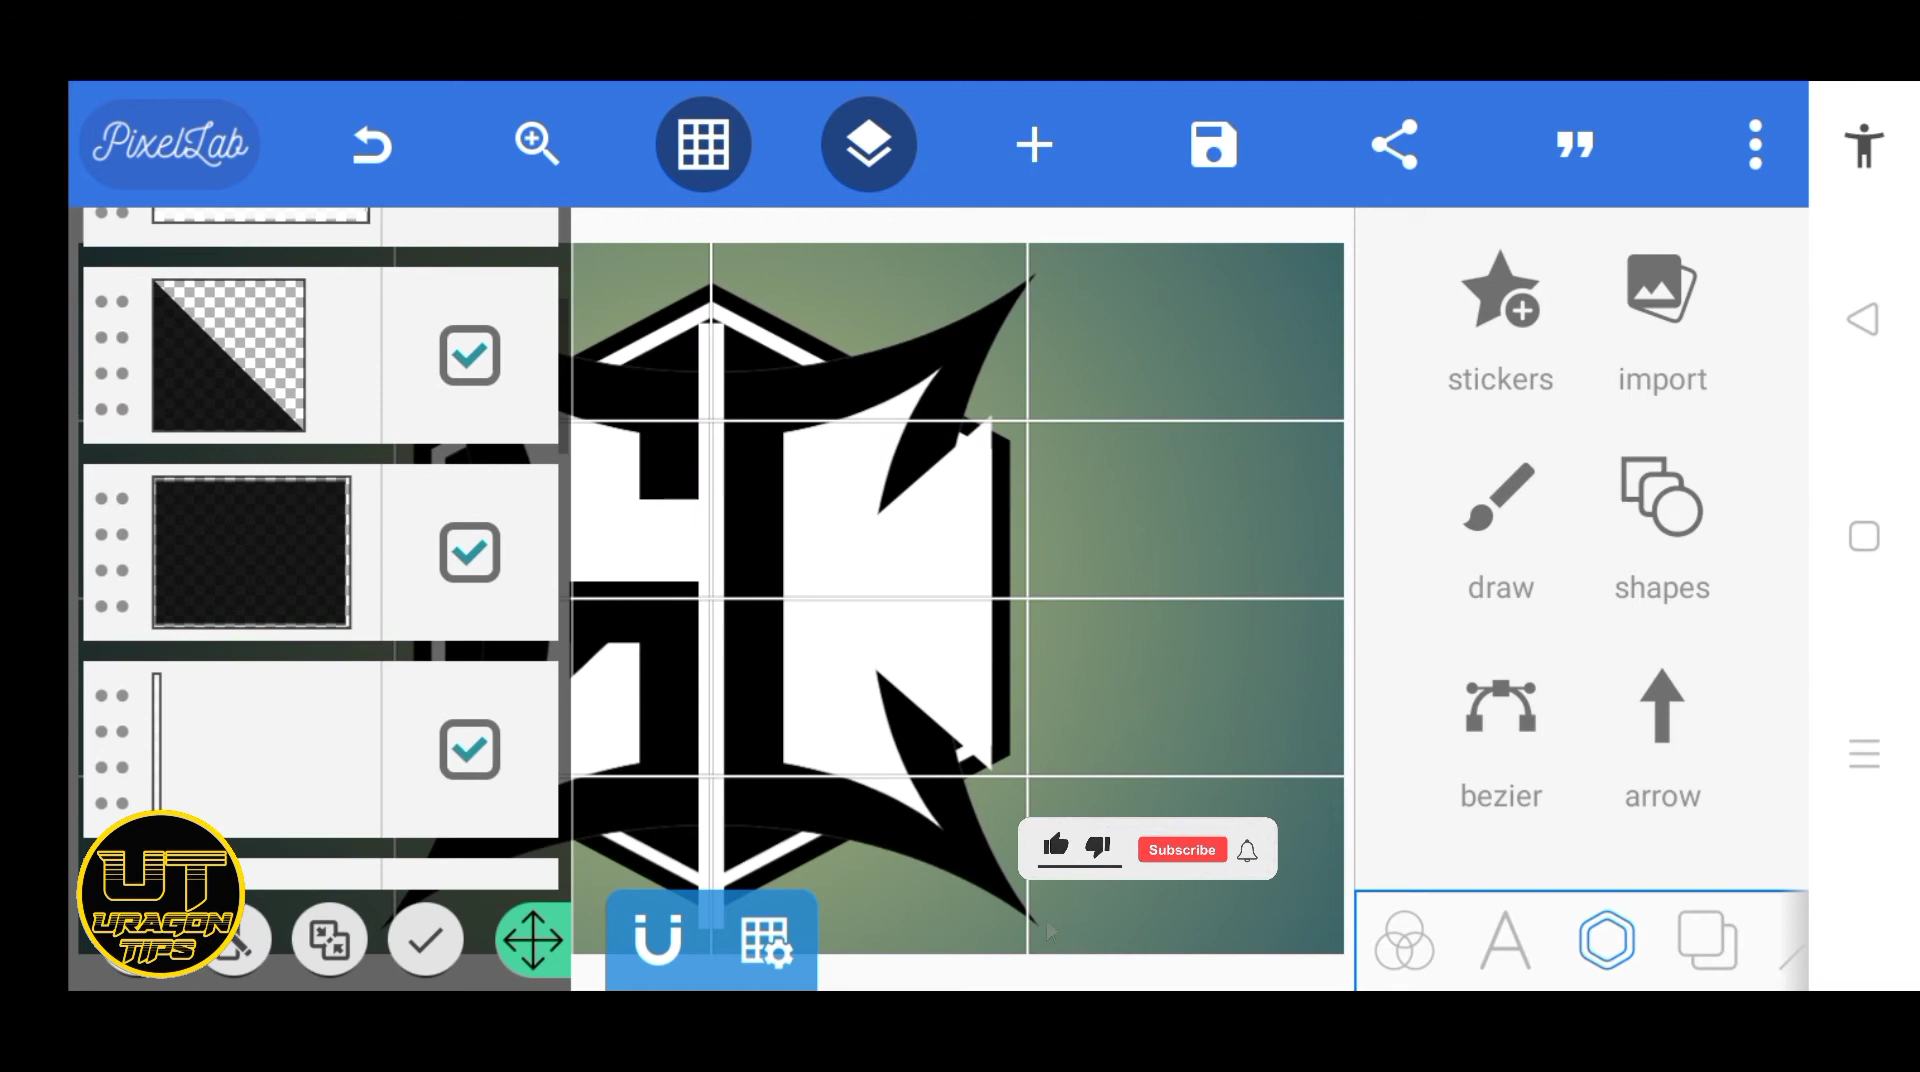 PixelLab
stickers
import
draw
shapes
bezier
arrow
Subscribe
UT
URAGON
TIPS